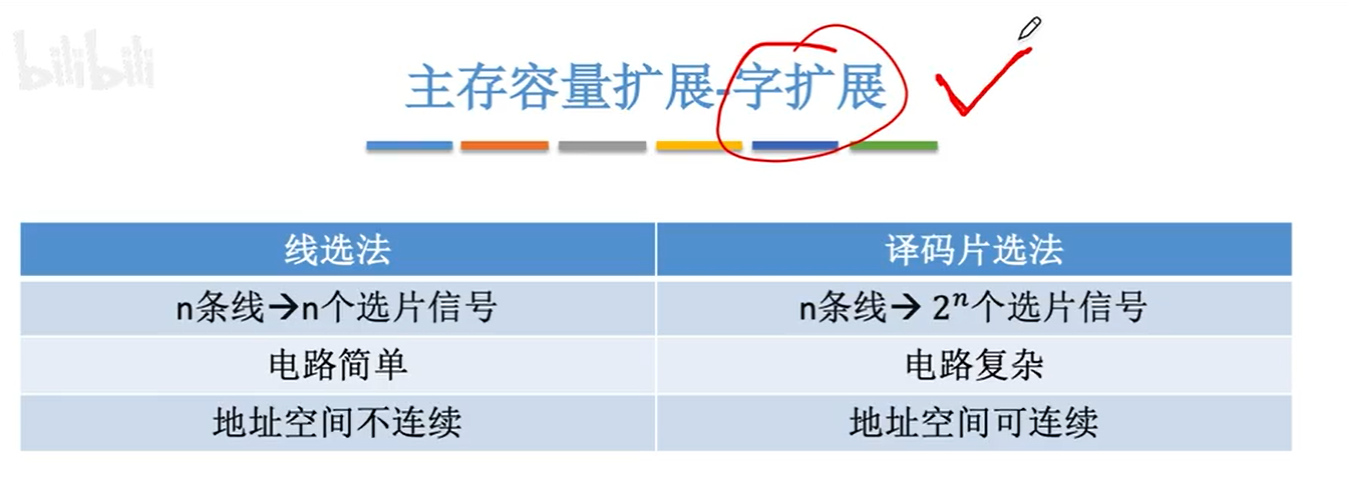 bilibili
主存容量扩展-字扩展
线选法 译码片选法
n条线→n个选片信号 n条线→ 2ⁿ个选片信号
电路简单 电路复杂
地址空间不连续 地址空间可连续